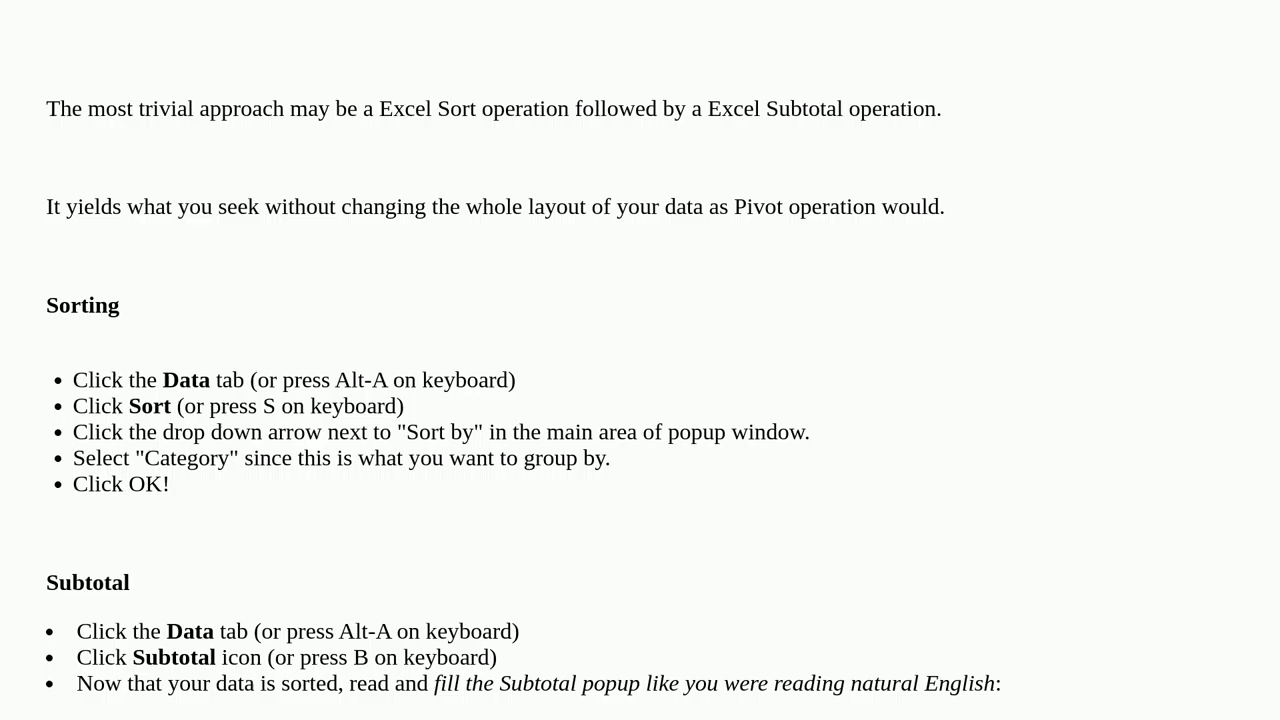 The most trivial approach may be a Excel Sort operation followed by a Excel Subtotal operation.
It yields what you seek without changing the whole layout of your data as Pivot operation would.
Sorting
• Click the Data tab (or press Alt-A on keyboard)
• Click Sort (or press S on keyboard)
• Click the drop down arrow next to "Sort by" in the main area of popup window.
• Select "Category" since this is what you want to group by.
• Click OK!
Subtotal
• Click the Data tab (or press Alt-A on keyboard)
• Click Subtotal icon (or press B on keyboard)
• Now that your data is sorted, read and fill the Subtotal popup like you were reading natural English: